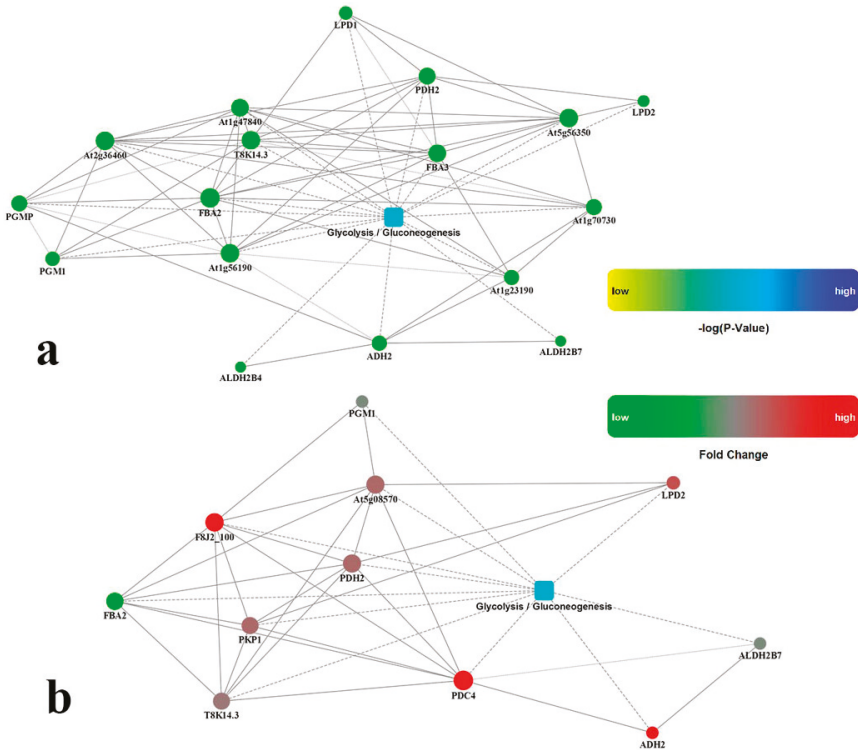 LPD1
PDH2
LPD2
At1g47840
At5g56350
At2g36460
T8K14.3
FBA3
PGMP
FBA2
At1g70730
Glycolysis / Gluconeogenesis
PGM1
At1g56190
At1g23190
low
high
-log(P-Value)
a
ADH2
ALDH2B7
ALDH2B4
low
high
Fold Change
PGM1
At5g08570
LPD2
F8J2_100
PDH2
Glycolysis / Gluconeogenesis
FBA2
PKP1
ALDH2B7
PDC4
T8K14.3
b
ADH2